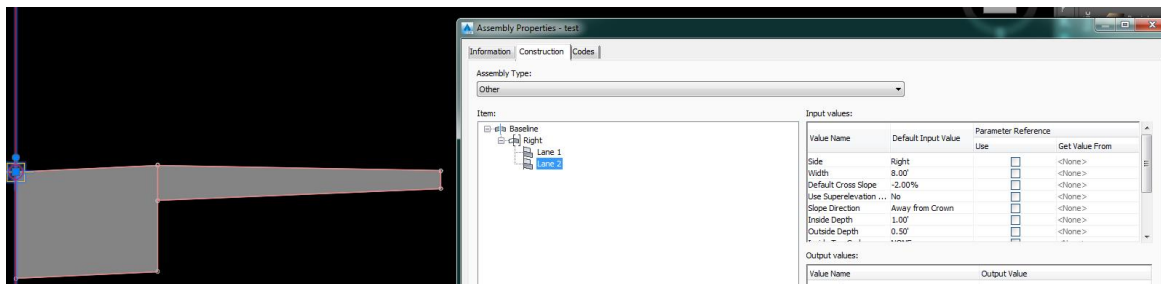 Assembly Properties - test
Information Construction Codes
Assembly Type:
Other
Item:
Baseline
Right
Lane 1
Lane 2
Input values:
Value Name Default Input Value Parameter Reference
Use Get Value From
Side Right <None>
Width 8.00' <None>
Default Cross Slope -2.00% <None>
Use Superelevation ... No <None>
Slope Direction Away from Crown <None>
Inside Depth 1.00' <None>
Outside Depth 0.50' <None>
Output values:
Value Name Output Value